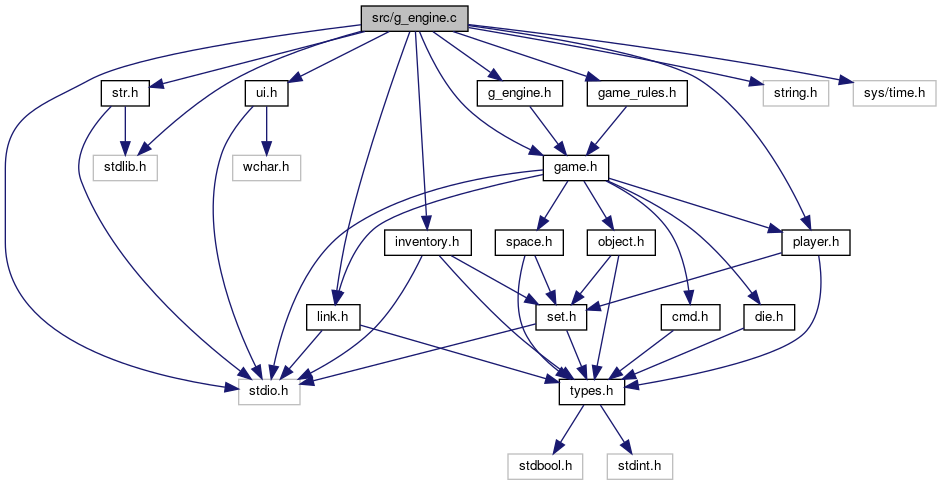 src/g_engine.c
str.h
ui.h
g_engine.h
game_rules.h
string.h
sys/time.h
stdlib.h
wchar.h
game.h
inventory.h
space.h
object.h
player.h
link.h
set.h
cmd.h
die.h
stdio.h
types.h
stdbool.h
stdint.h